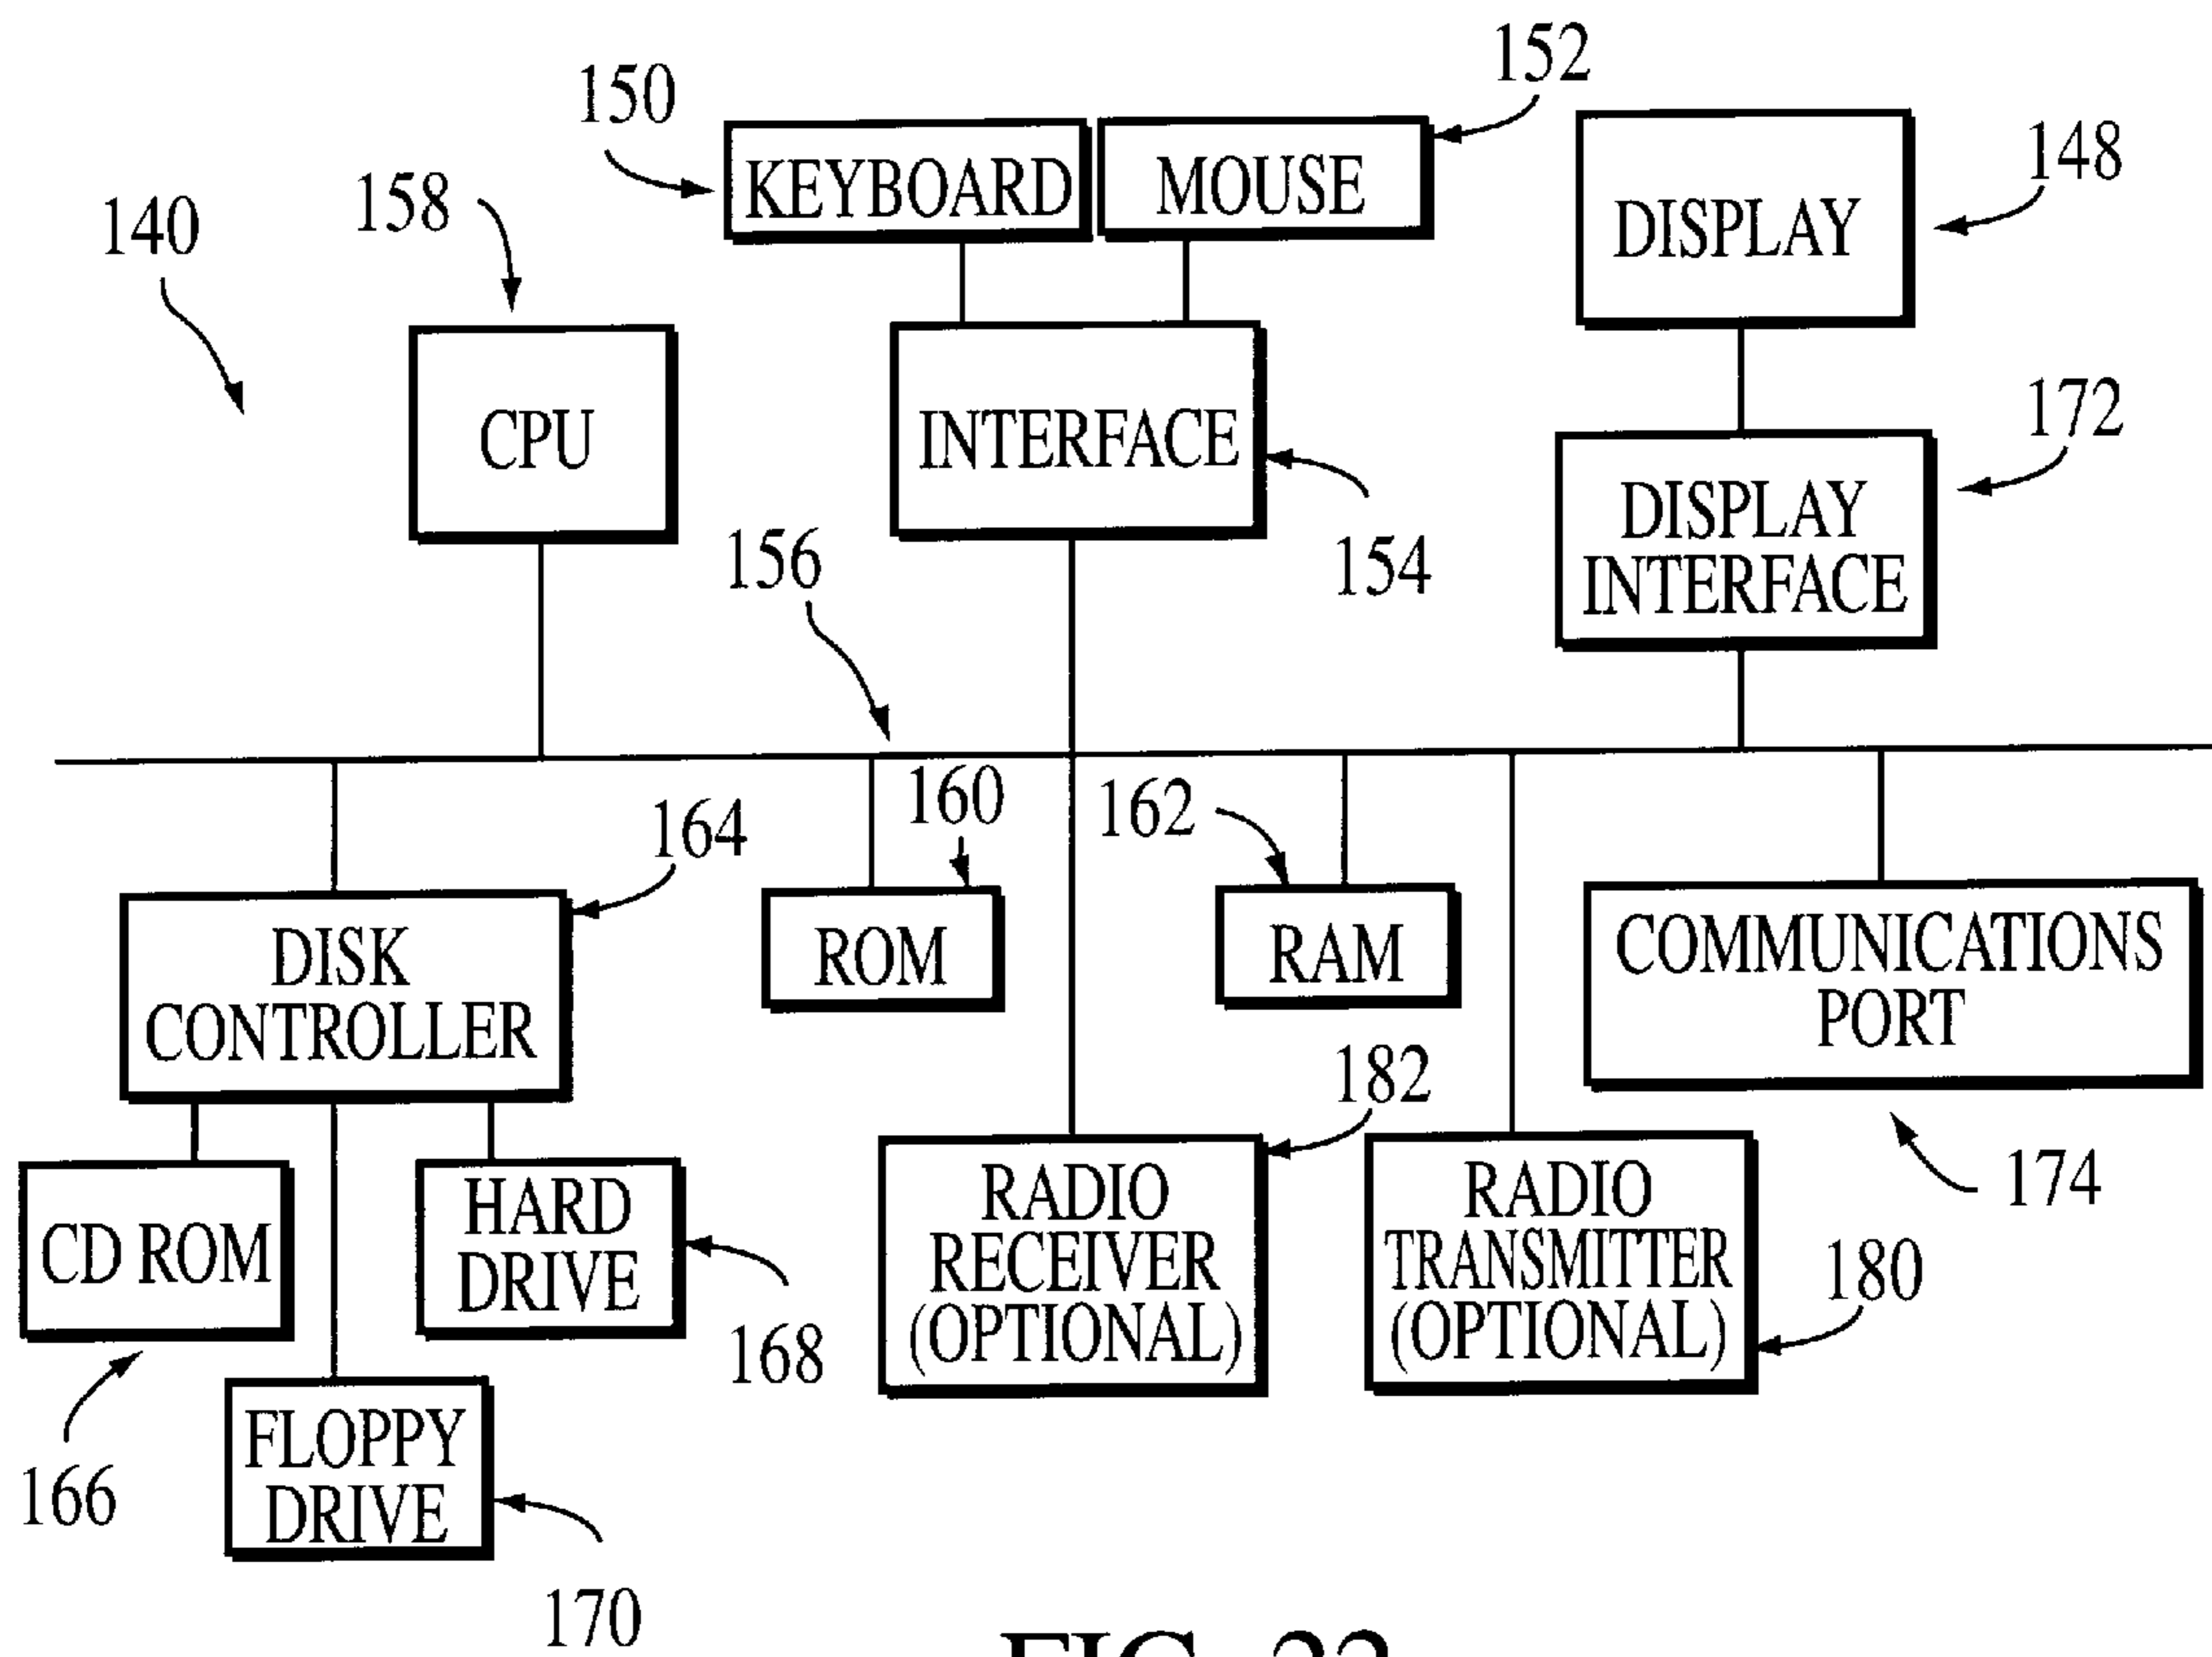 152
150
KEYBOARD
MOUSE
148
158
DISPLAY
140
CPU
INTERFACE
172
DISPLAY
INTERFACE
156
154
160
162
164
DISK
CONTROLLER
ROM
RAM
COMMUNICATIONS
PORT
182
174
CD ROM
HARD
DRIVE
RADIO
RECEIVER
(OPTIONAL)
RADIO
TRANSMITTER
(OPTIONAL)
180
168
166
FLOPPY
DRIVE
170
FIG.